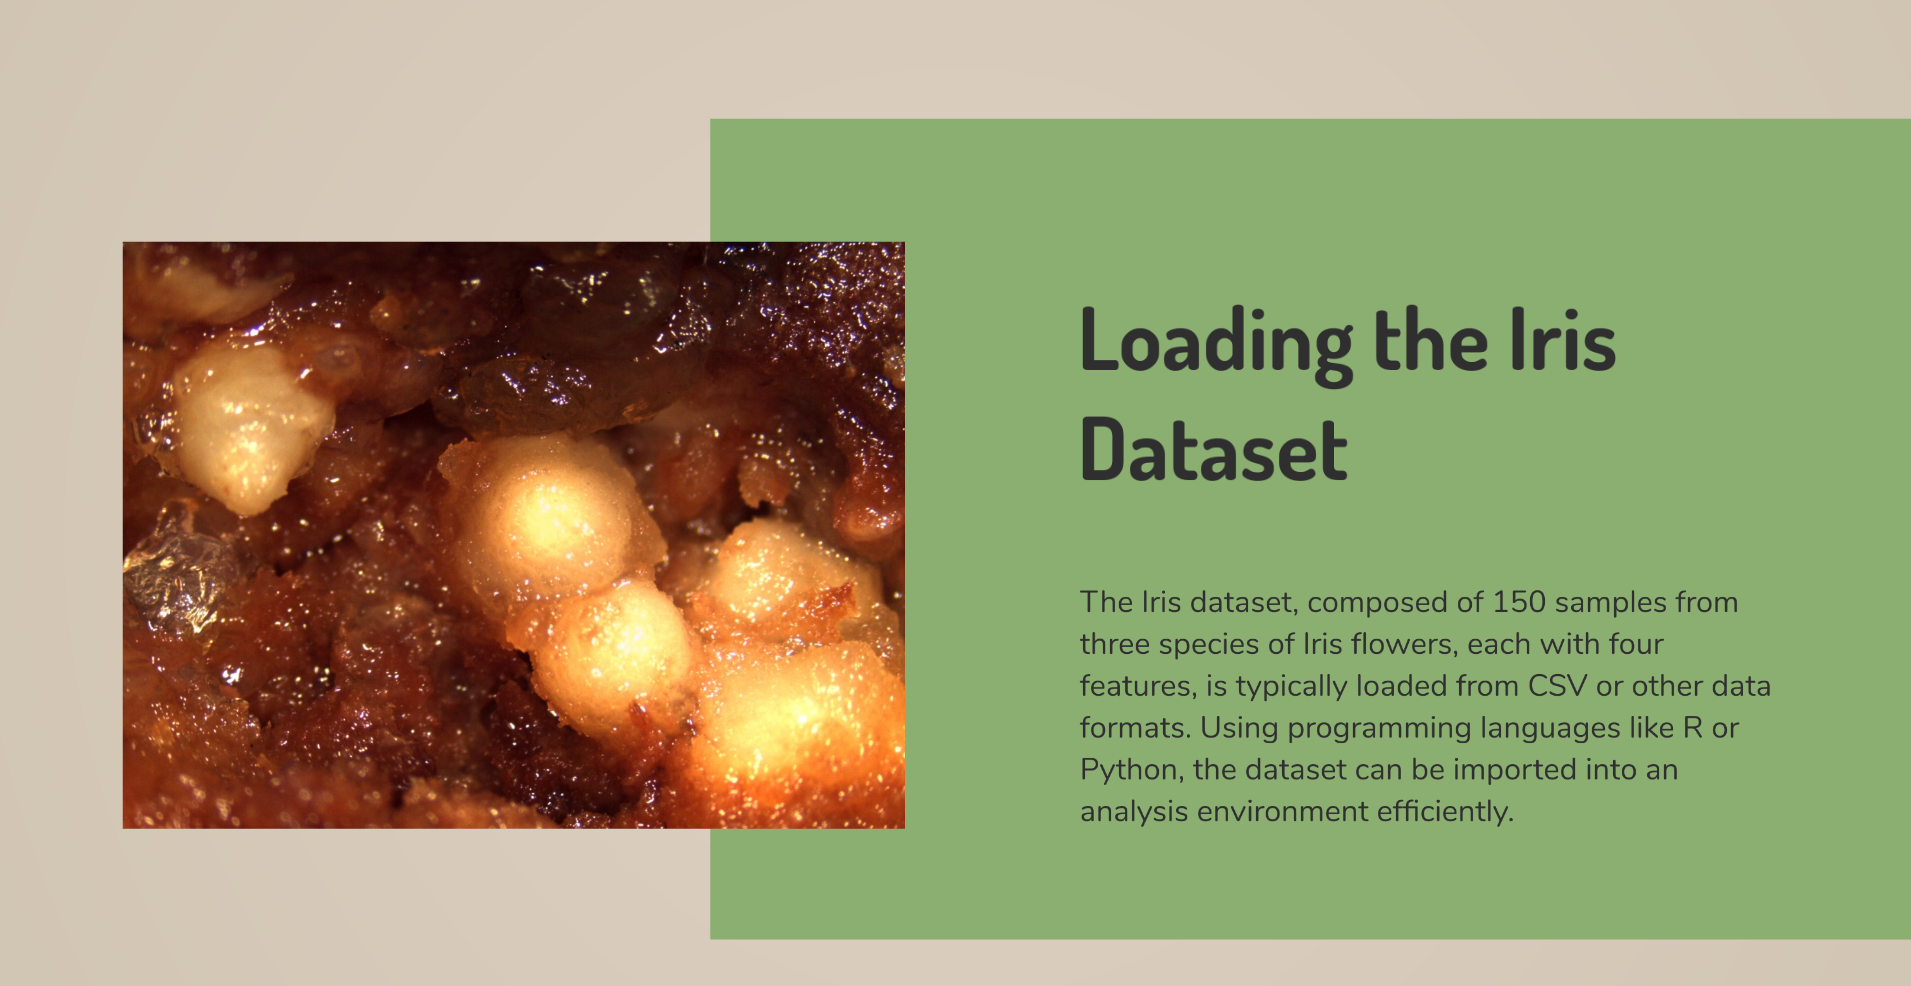 Loading the Iris
Dataset
The Iris dataset, composed of 150 samples from
three species of Iris flowers, each with four
features, is typically loaded from CSV or other data
formats. Using programming languages like R or
Python, the dataset can be imported into an
analysis environment efficiently.